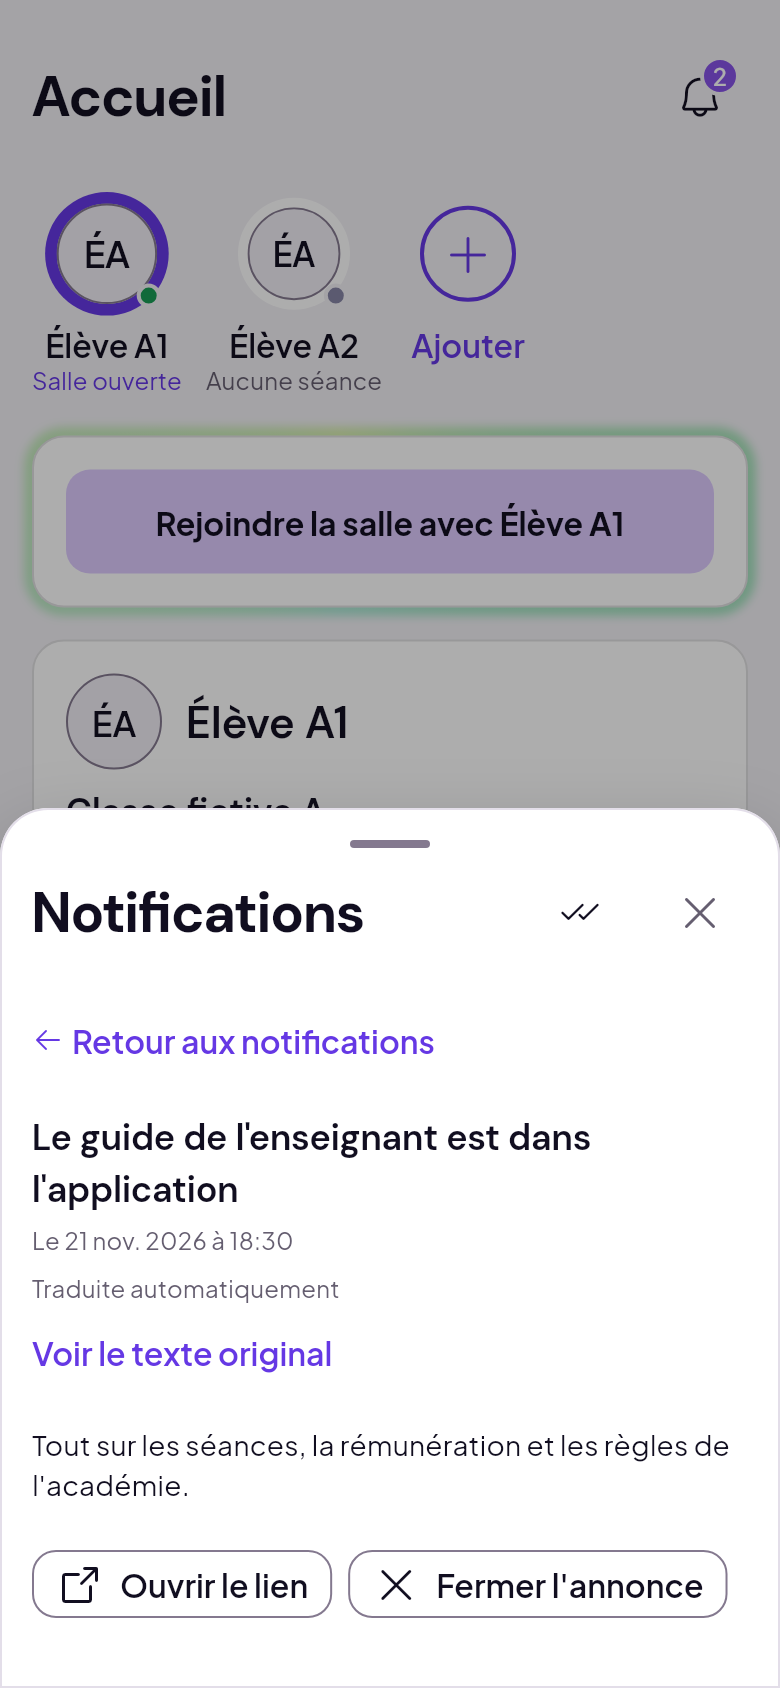 Accueil
2
ÉA
ÉA
Élève A1
Élève A2
Ajouter
Salle ouverte
Aucune séance
Rejoindre la salle avec Élève A1
ÉA
Élève A1
Classe fictive A
Notifications
Retour aux notifications
Le guide de l'enseignant est dans
l'application
Le 21 nov. 2026 à 18:30
Traduite automatiquement
Voir le texte original
Tout sur les séances, la rémunération et les règles de
l'académie.
Ouvrir le lien
Fermer l'annonce